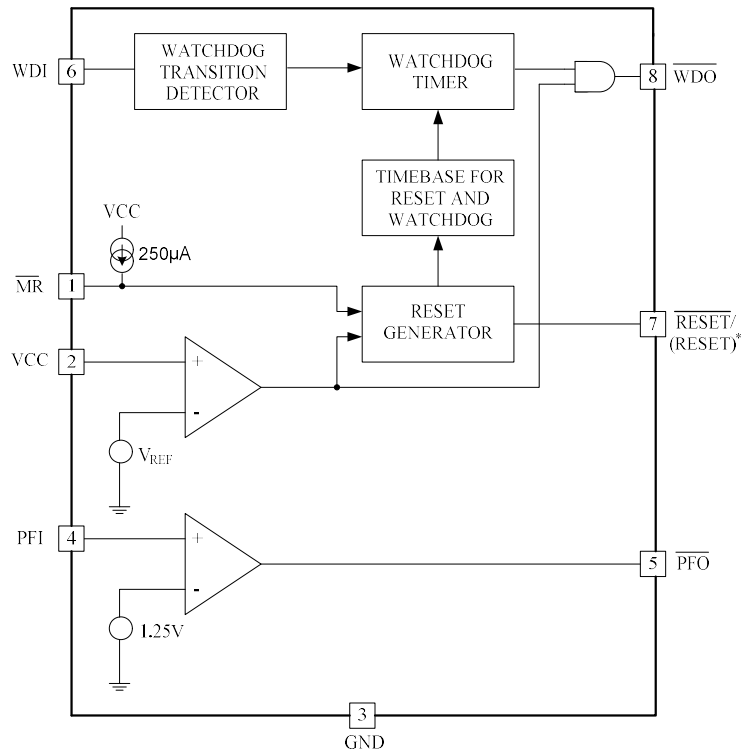 WATCHDOG
TRANSITION
DETECTOR
WATCHDOG
TIMER
WDI
6
8
WDO
TIMEBASE FOR
RESET AND
WATCHDOG
VCC
250µA
MR
1
RESET
GENERATOR
7
RESET/
(RESET)*
VCC
2
+
-
VREF
PFI
4
+
-
5
PFO
1.25V
3
GND